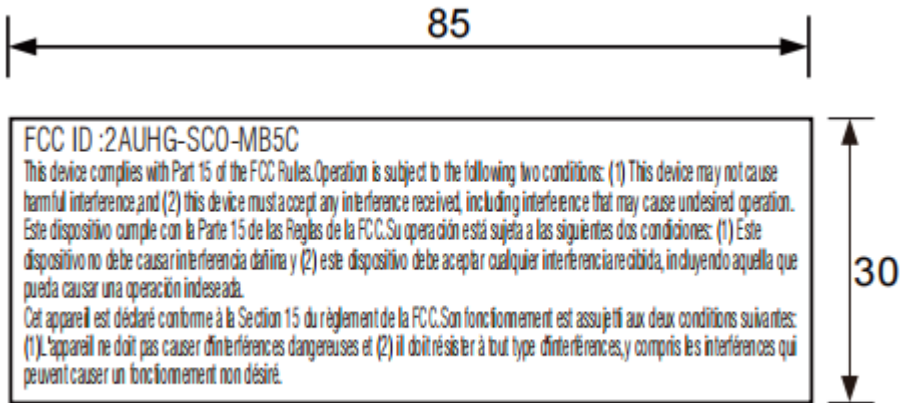 85
FCC ID :2AUHG-SCO-MB5C
This device complies with Part 15 of the FCC Rules.Operation is subject to the following two conditions: (1) This device may not cause
harmful interference,and (2) this device must accept any interference received, including interference that may cause undesired operation.
Este dispositivo cumple con la Parte 15 de las Reglas de la FCC.Su operación está sujeta a las siguientes dos condiciones: (1) Este
dispositivo no debe causar interferencia dañina y (2) este dispositivo debe aceptar cualquier interferencia recibiida, incluyendo aquella que
pueda causar una operación indeseada.
Cet appareil est déclaré conforme à la Section 15 du règlement de la FCC.Son fonctionnement est assujetti aux deux conditions suivantes:
(1)L'appareil ne doit pas causer d'interférences dangereuses et (2) ill doit résister à tout type d'interférences,y compris les interférences qui
peuvent causer un fonctionnement non désiré.
30